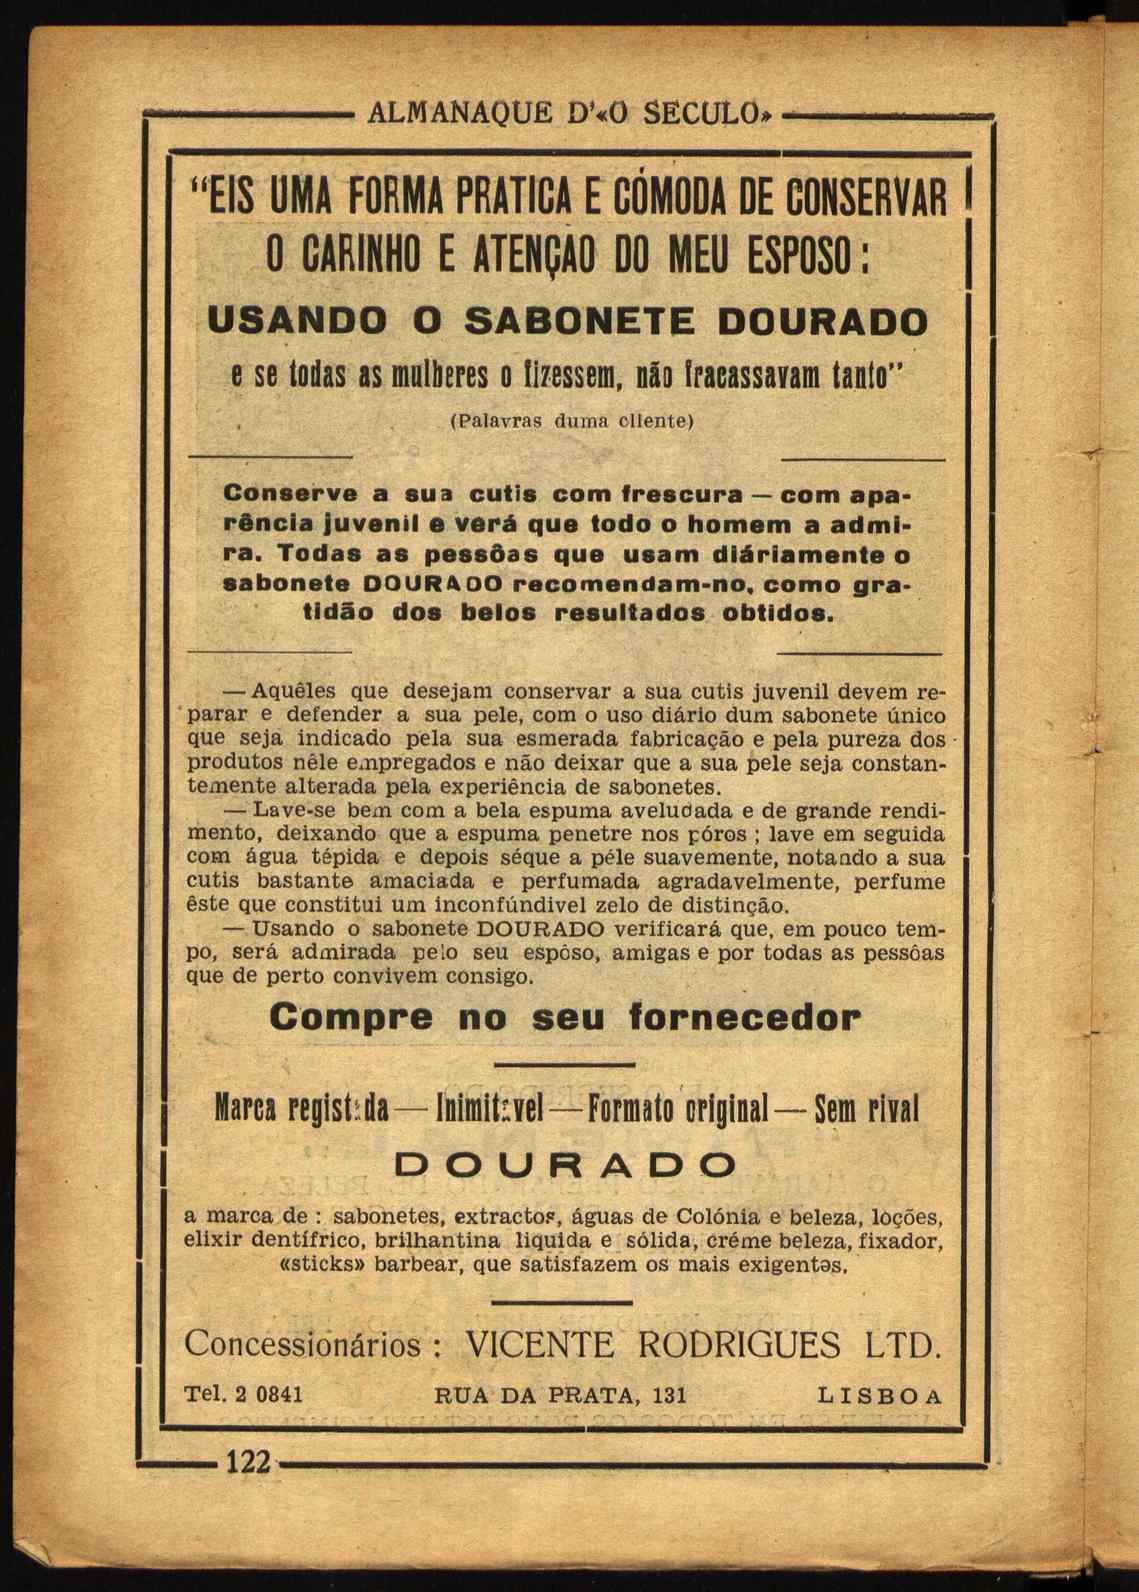 ALMANAQUE D'«O SECULO»
"EIS UMA FORMA PRATICA E CÓMODA DE CONSERVAR
O CARINHO E ATENÇAO DO MEU ESPOSO:
USANDO O SABONETE DOURADO
e se todas as mulheres o fizessem, não fracassavam tanto"
(Palavras duma cliente)
Conserve a sua cutis com frescura — com apa-
rência juvenil e verá que todo o homem a admi-
ra. Todas as pessôas que usam diáriamente o
sabonete DOURADO recomendam-no, como gra-
tidão dos belos resultados obtidos.
— Aquêles que desejam conservar a sua cutis juvenil devem re-
parar e defender a sua pele, com o uso diário dum sabonete único
que seja indicado pela sua esmerada fabricação e pela pureza dos
produtos nêle empregados e não deixar que a sua pele seja constan-
temente alterada pela experiência de sabonetes.
— Lave-se bem com a bela espuma aveludada e de grande rendi-
mento, deixando que a espuma penetre nos póros ; lave em seguida
com água tépida e depois séque a péle suavemente, notando a sua
cutis bastante amaciada e perfumada agradavelmente, perfume
êste que constitui um inconfúndivel zelo de distinção.
— Usando o sabonete DOURADO verificará que, em pouco tem-
po, será admirada pelo seu espôso, amigas e por todas as pessôas
que de perto convivem consigo.
Compre no seu fornecedor
Marca registada — Inimitavel — Formato original — Sem rival
DOURADO
a marca de : sabonetes, extractos, águas de Colónia e beleza, loções,
elixir dentífrico, brilhantina liquida e sólida, créme beleza, fixador,
«sticks» barbear, que satisfazem os mais exigentes.
Concessionários : VICENTE RODRIGUES LTD.
Tel. 2 0841 RUA DA PRATA, 131 LISBOA
122